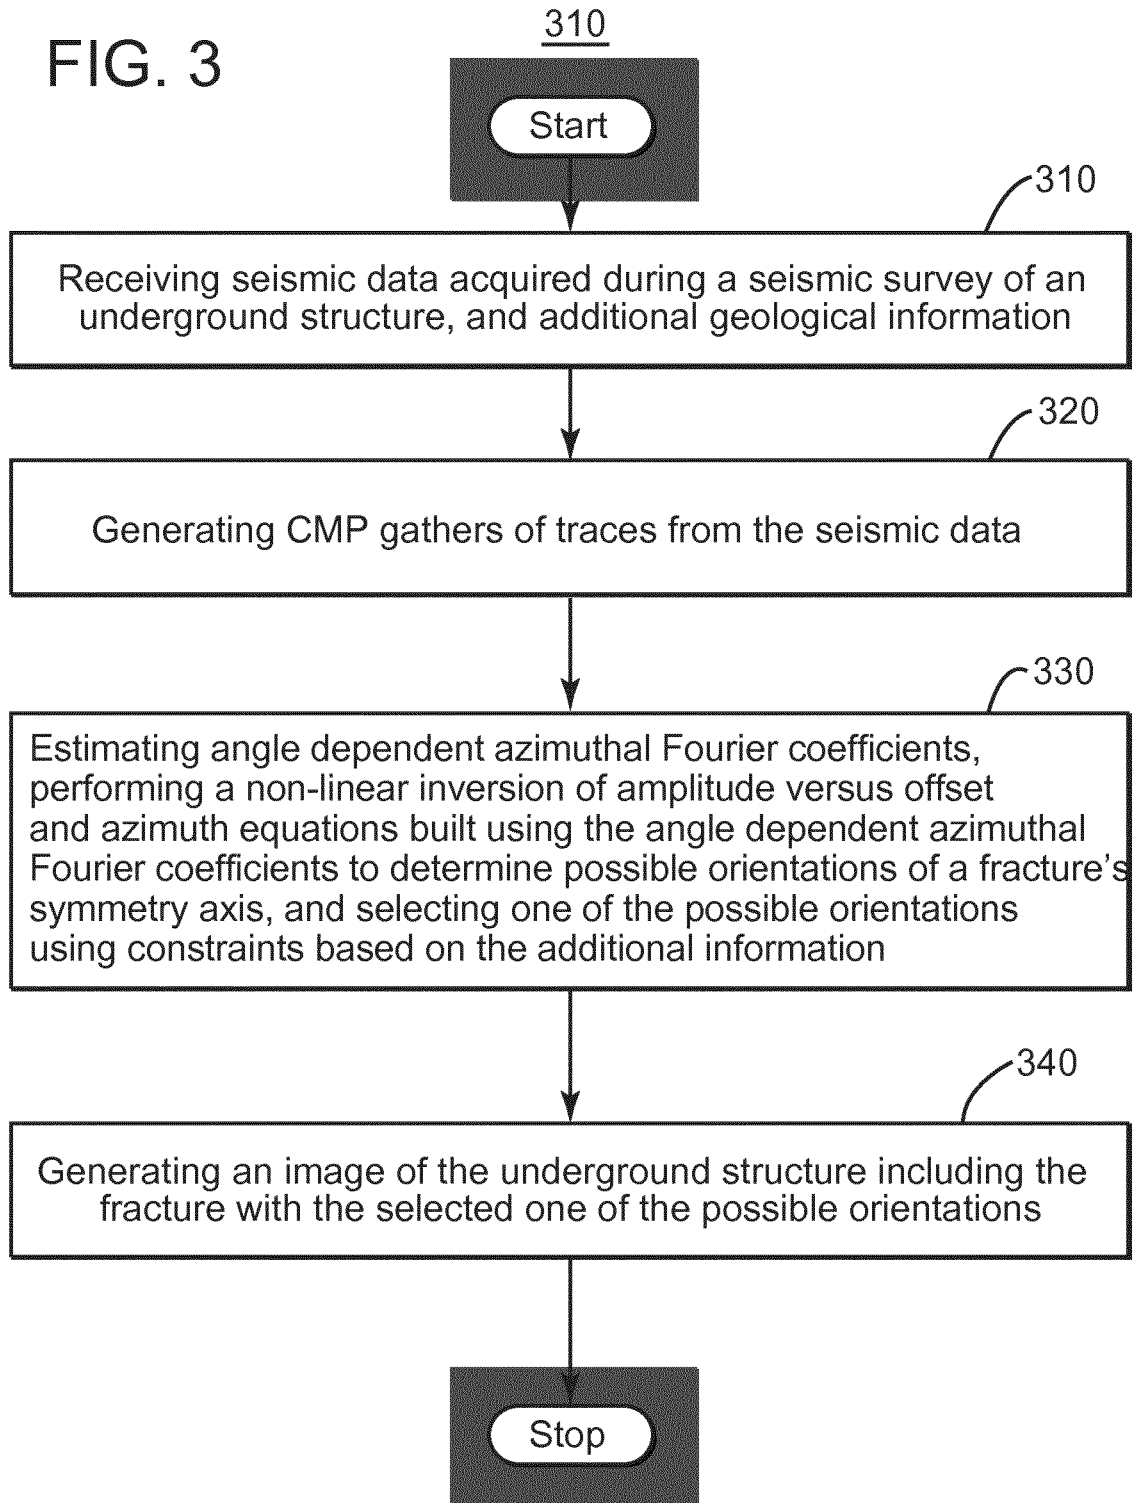 FIG. 3
310
Start
310
Receiving seismic data acquired during a seismic survey of an
underground structure, and additional geological information
320
Generating CMP gathers of traces from the seismic data
330
Estimating angle dependent azimuthal Fourier coefficients,
performing a non-linear inversion of amplitude versus offset
and azimuth equations built using the angle dependent azimuthal
Fourier coefficients to determine possible orientations of a fracture's
symmetry axis, and selecting one of the possible orientations
using constraints based on the additional information
340
Generating an image of the underground structure including the
fracture with the selected one of the possible orientations
Stop